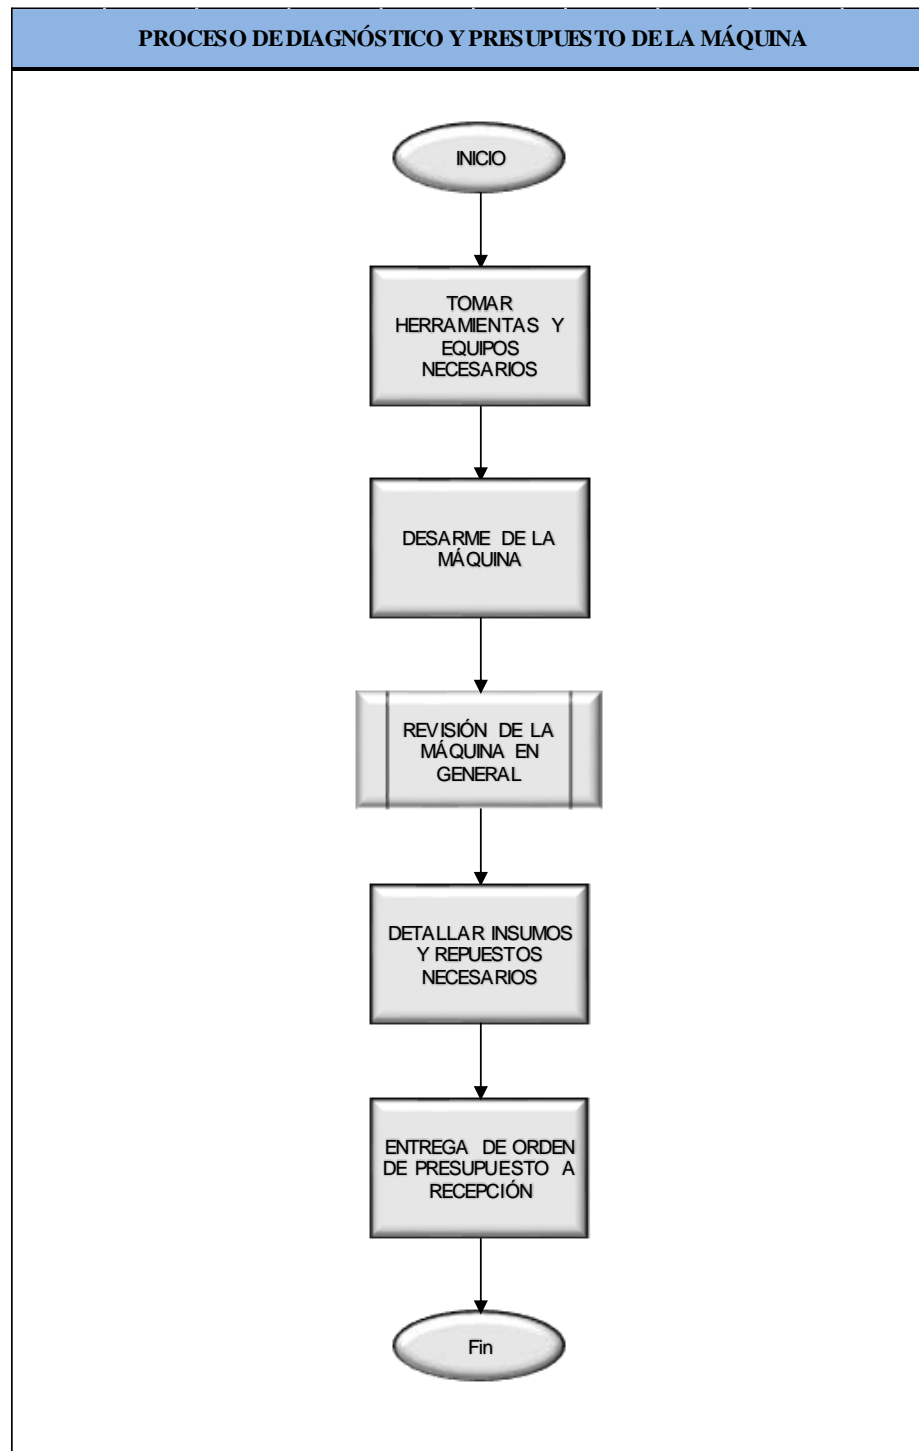 PROCESO DE DIAGNÓSTICO Y PRESUPUESTO DE LA MÁQUINA
INICIO
TOMAR
HERRAMIENTAS Y
EQUIPOS
NECESARIOS
DESARME DE LA
MÁQUINA
REVISIÓN DE LA
MÁQUINA EN
GENERAL
DETALLAR INSUMOS
Y REPUESTOS
NECESARIOS
ENTREGA DE ORDEN
DE PRESUPUESTO A
RECEPCIÓN
Fin